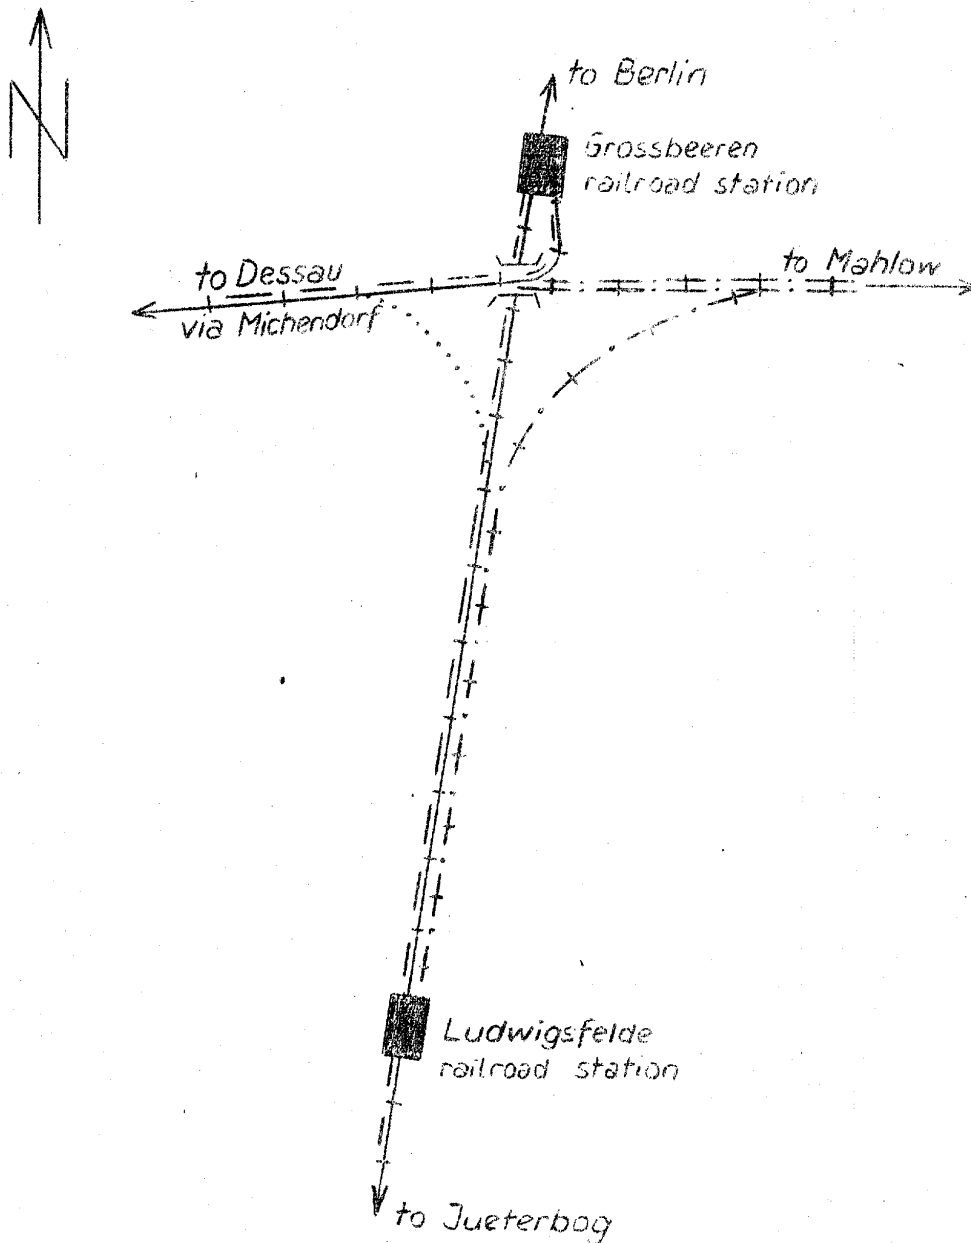 N
to Berlin
Grossbeeren
railroad station
to Dessau
via Michendorf
to Mahlow
Ludwigsfelde
railroad station
to Jueterbog